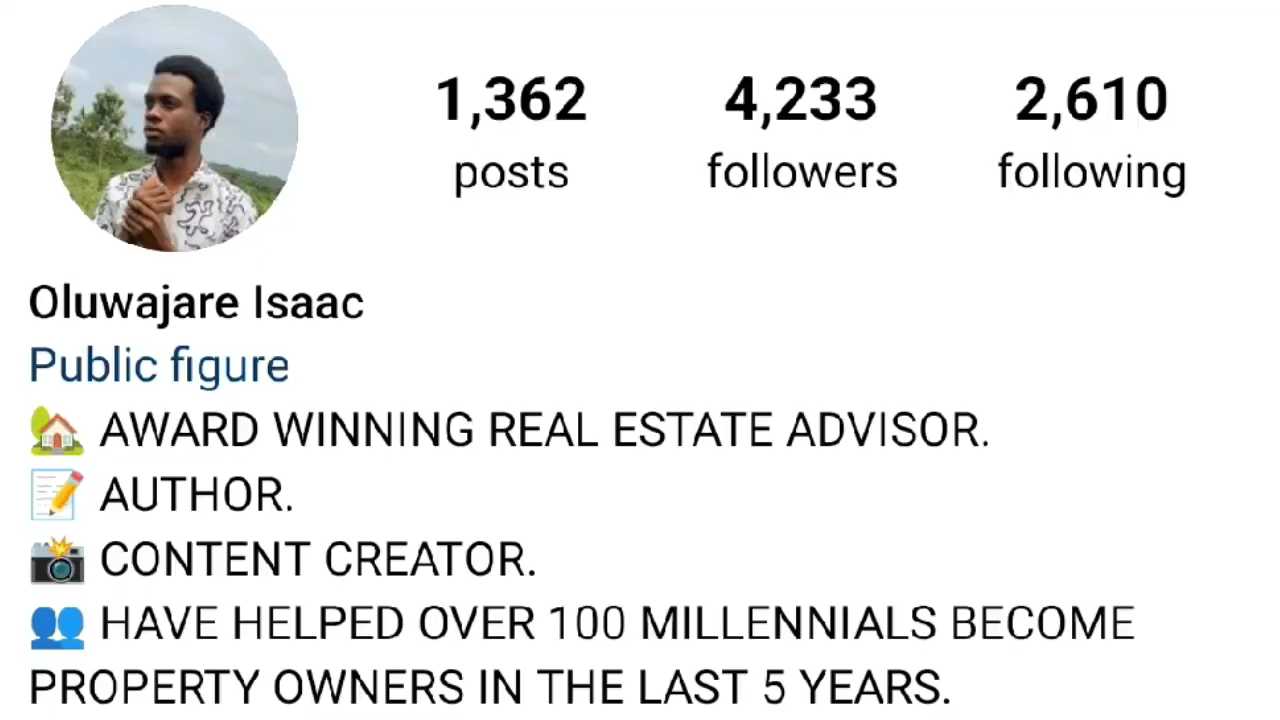 1,362 4,233 2,610
posts followers following
Oluwajare Isaac
Public figure
🏡 AWARD WINNING REAL ESTATE ADVISOR.
📝 AUTHOR.
📸 CONTENT CREATOR.
👥 HAVE HELPED OVER 100 MILLENNIALS BECOME
PROPERTY OWNERS IN THE LAST 5 YEARS.